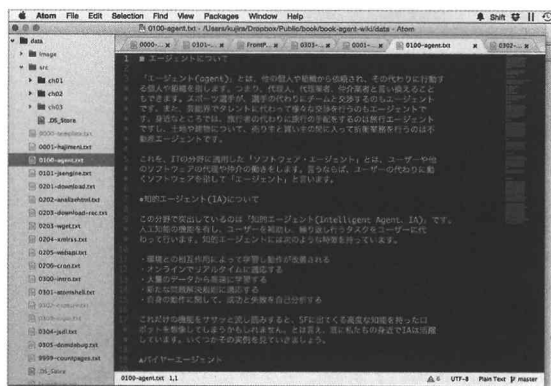 Atom File Edit Selection Find View Packages Window Help
Shift
0100-agent.txt - /Users/kujira/Dropbox/Public/book/book-agent-wiki/data - Atom
data
image
src
ch01
ch02
ch03
.DS_Store
0000-template.txt
0001-hajimeni.txt
0100-agent.txt
0101-jsengine.txt
0201-download.txt
0202-analizehtml.txt
0203-download-rec.txt
0203-wget.txt
0204-xmlrss.txt
0205-webapi.txt
0206-cron.txt
0300-intro.txt
0301-atomshell.txt
0304-jsdl.txt
0305-domdebug.txt
9999-countpages.txt
.DS_Store
0000-...
0301-...
FrontP...
0303-...
0001-...
0100-agent.txt
0302-...
■ エージェントについて
「エージェント(agent)」とは、他の個人や組織から依頼され、その代わりに行動す
る個人や組織を指します。つまり、代理人、代理業者、仲介業者と言い換えること
もできます。スポーツ選手が、選手の代わりにチームと交渉するのもエージェント
です。また、芸能界でタレントに代わって様々な交渉を行うのもエージェントで
す。身近なところでは、旅行者の代わりに旅行の手配をするのは旅行エージェント
ですし、土地や建物について、売り手と買い手の間に入って折衝業務を行うのは不
動産エージェントです。
これを、ITの分野に適用した「ソフトウェア・エージェント」とは、ユーザーや他
のソフトウェアの代理や仲介の働きをします。言うならば、ユーザーの代わりに動
くソフトウェアを指して「エージェント」と言います。
●知的エージェント(IA)について
この分野で突出しているのは「知的エージェント(Intelligent Agent、IA)」です。
人工知能の機能を有し、ユーザーを補助し、繰り返し行うタスクをユーザーに代
わって行います。知的エージェントには次のような特徴を持っています。
・環境との相互作用によって学習し動作が改善される
・オンラインでリアルタイムに適応する
・大量のデータから急速に学習する
・新たな問題解決規則に適応する
・自身の動作に関して、成功と失敗を自己分析する
これだけの機能をササッと流し読みすると、SFに出てくる高度な知能を持ったロ
ボットを想像してしまうかもしれません。とは言え、既に私たちの身近でIAは活躍
しています。いくつかその実例を見ていきましょう。
▲バイヤーエージェント
0100-agent.txt 1,1
UTF-8 Plain Text master